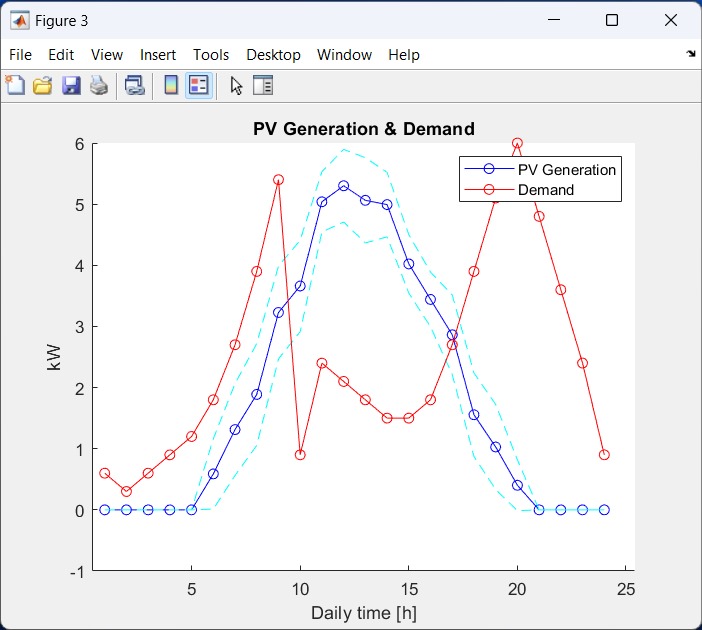 Figure 3
File Edit View Insert Tools Desktop Window Help
PV Generation & Demand
PV Generation
Demand
6
5
4
3
2
1
0
-1
kW
5 10 15 20 25
Daily time [h]